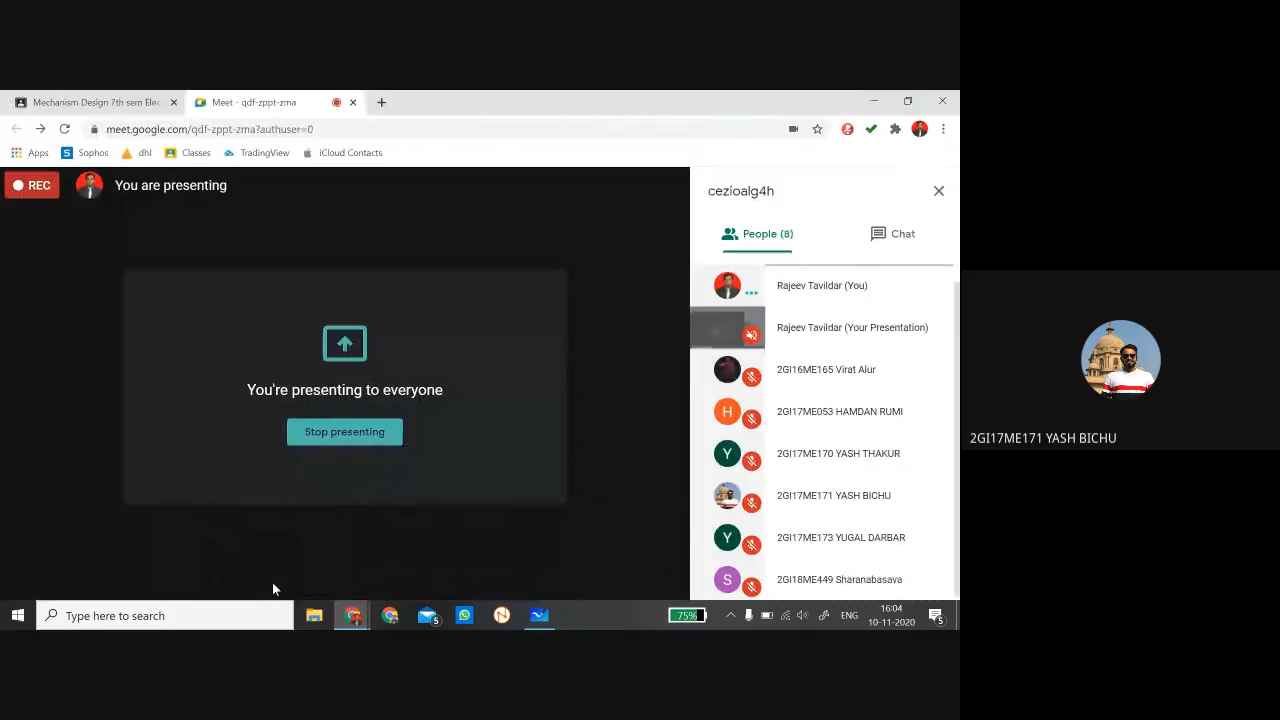 Mechanism Design 7th sem Elec
Meet - qdf-zppt-zma
meet.google.com/qdf-zppt-zma?authuser=0
Apps Sophos dhl Classes TradingView iCloud Contacts
REC You are presenting
cezioalg4h
People (8) Chat
Rajeev Tavildar (You)
Rajeev Tavildar (Your Presentation)
2GI16ME165 Virat Alur
H 2GI17ME053 HAMDAN RUMI
Y 2GI17ME170 YASH THAKUR
2GI17ME171 YASH BICHU
Y 2GI17ME173 YUGAL DARBAR
S 2GI18ME449 Sharanabasava
You're presenting to everyone
Stop presenting
2GI17ME171 YASH BICHU
Type here to search
5
75%
ENG
16:04
10-11-2020
5